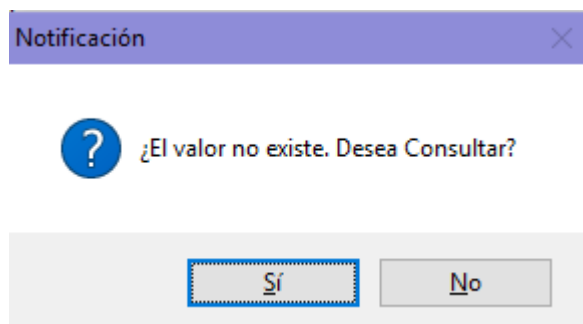 Notificación
¿El valor no existe. Desea Consultar?
Sí
No